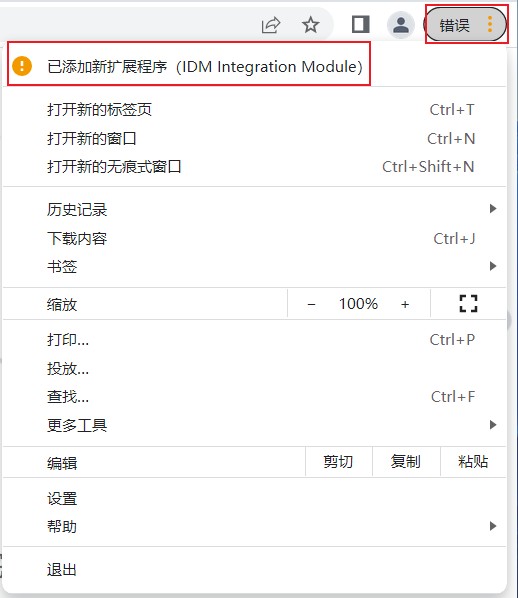 错误
已添加新扩展程序（IDM Integration Module）
打开新的标签页 Ctrl+T
打开新的窗口 Ctrl+N
打开新的无痕式窗口 Ctrl+Shift+N
历史记录
下载内容 Ctrl+J
书签
缩放 − 100% +
打印... Ctrl+P
投放...
查找... Ctrl+F
更多工具
编辑 剪切 复制 粘贴
设置
帮助
退出